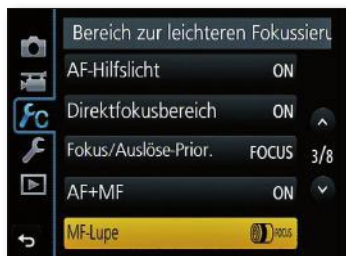 Bereich zur leichteren Fokussieru
AF-Hilfslicht ON
Direktfokusbereich ON
Fokus/Auslöse-Prior. FOCUS
3/8
AF+MF ON
MF-Lupe FOCUS
FC